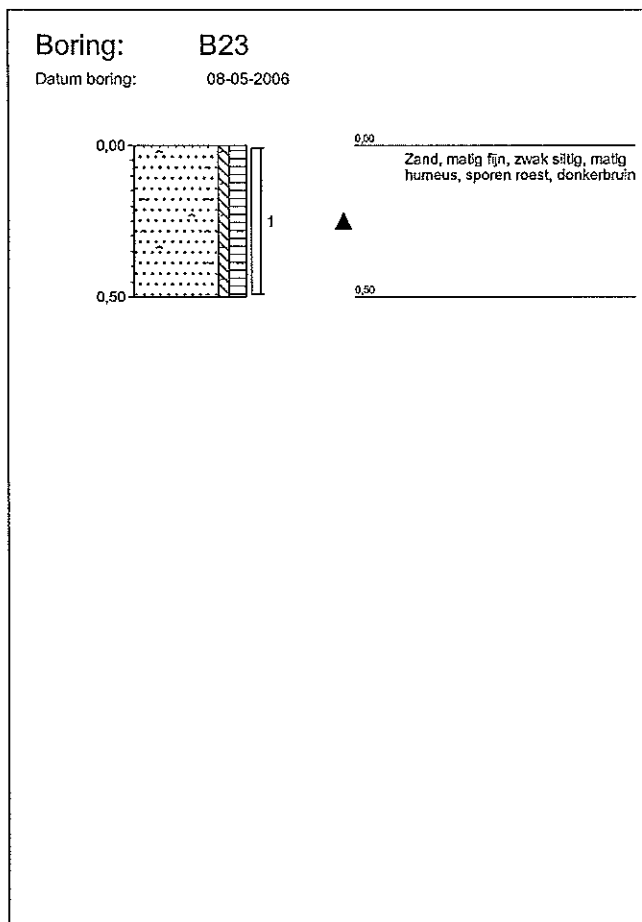 Boring: B23
Datum boring: 08-05-2006
0,00
0,00
Zand, matig fijn, zwak siltig, matig
humeus, sporen roest, donkerbruin
1
0,50
0,50